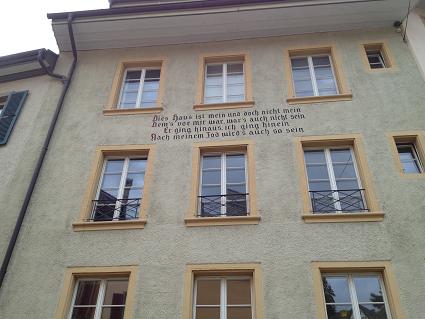 Dies Haus ist mein und doch nicht mein
Dem's vor mir war, war's auch nicht sein
Er ging hinaus, ich ging hinein
Nach meinem Tod wird's auch so sein